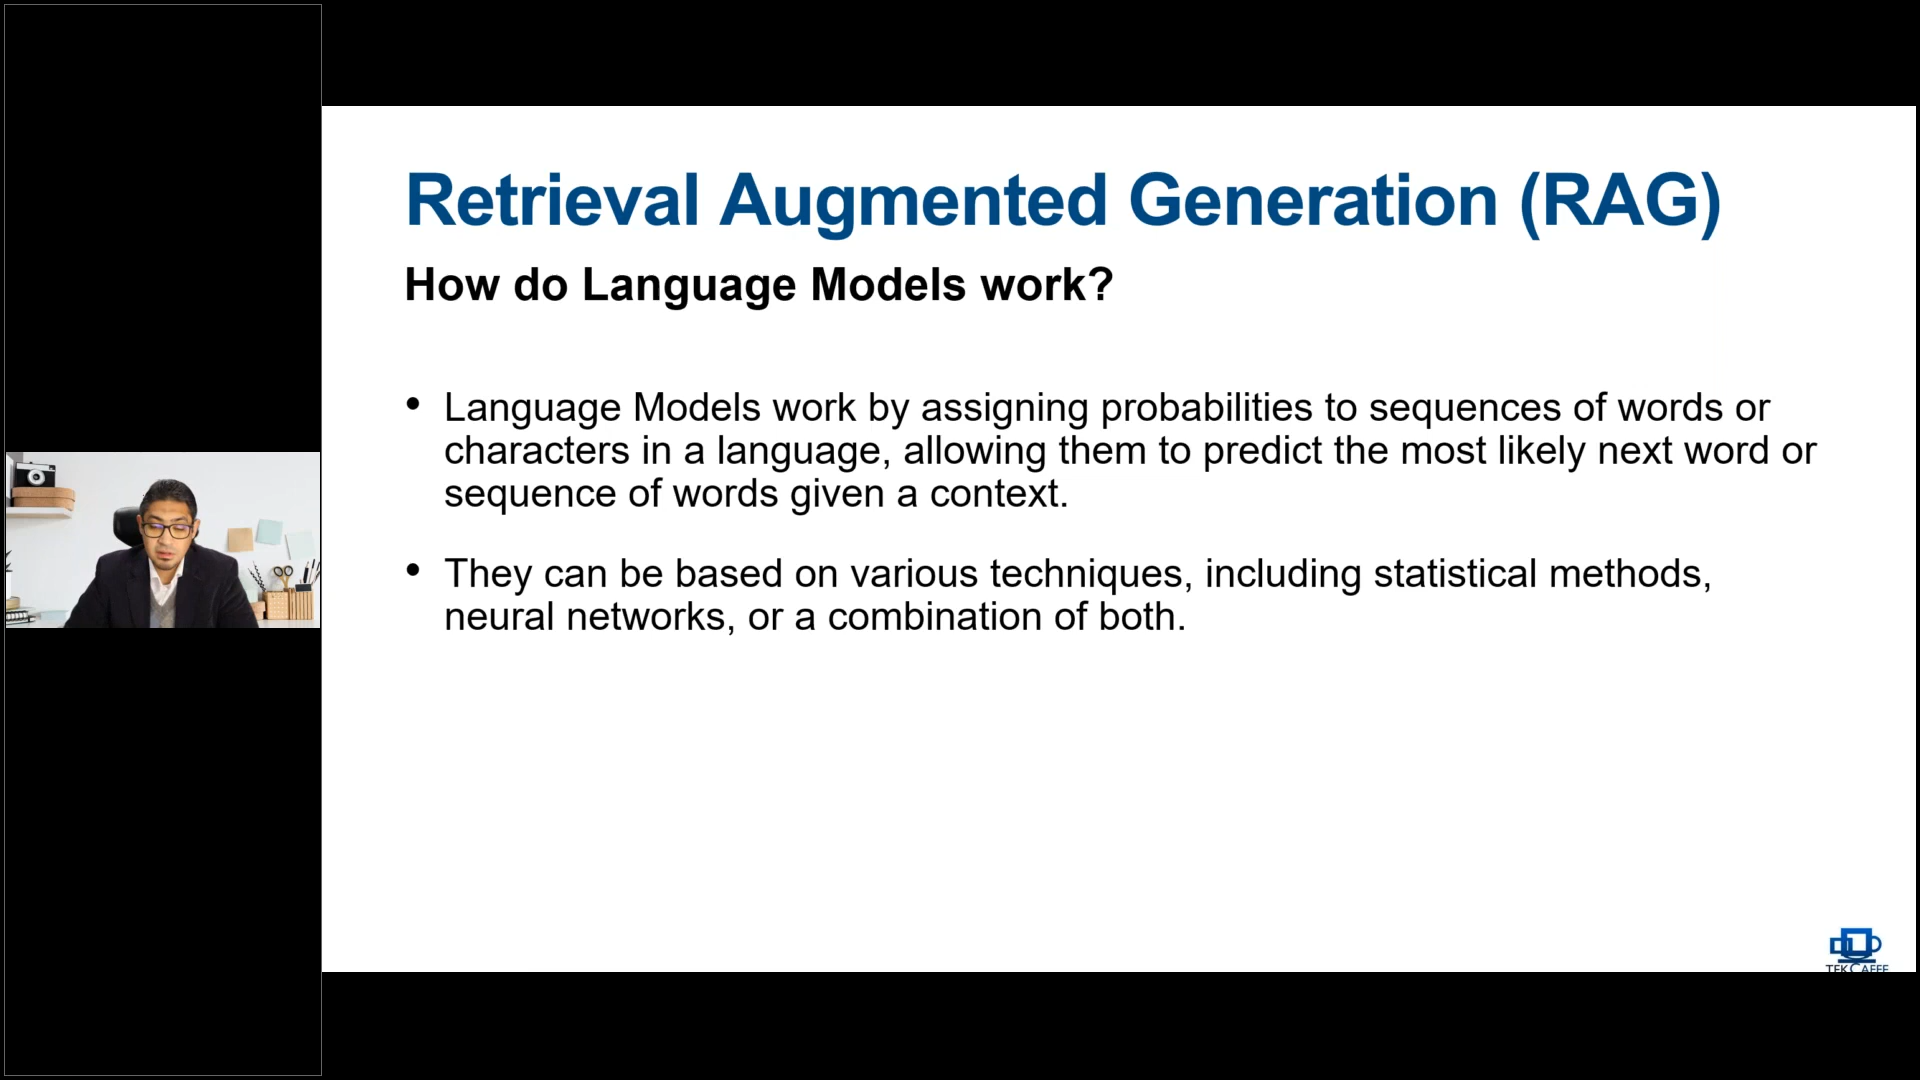 Retrieval Augmented Generation (RAG)
How do Language Models work?
• Language Models work by assigning probabilities to sequences of words or
characters in a language, allowing them to predict the most likely next word or
sequence of words given a context.
• They can be based on various techniques, including statistical methods,
neural networks, or a combination of both.
TEKCAFFE